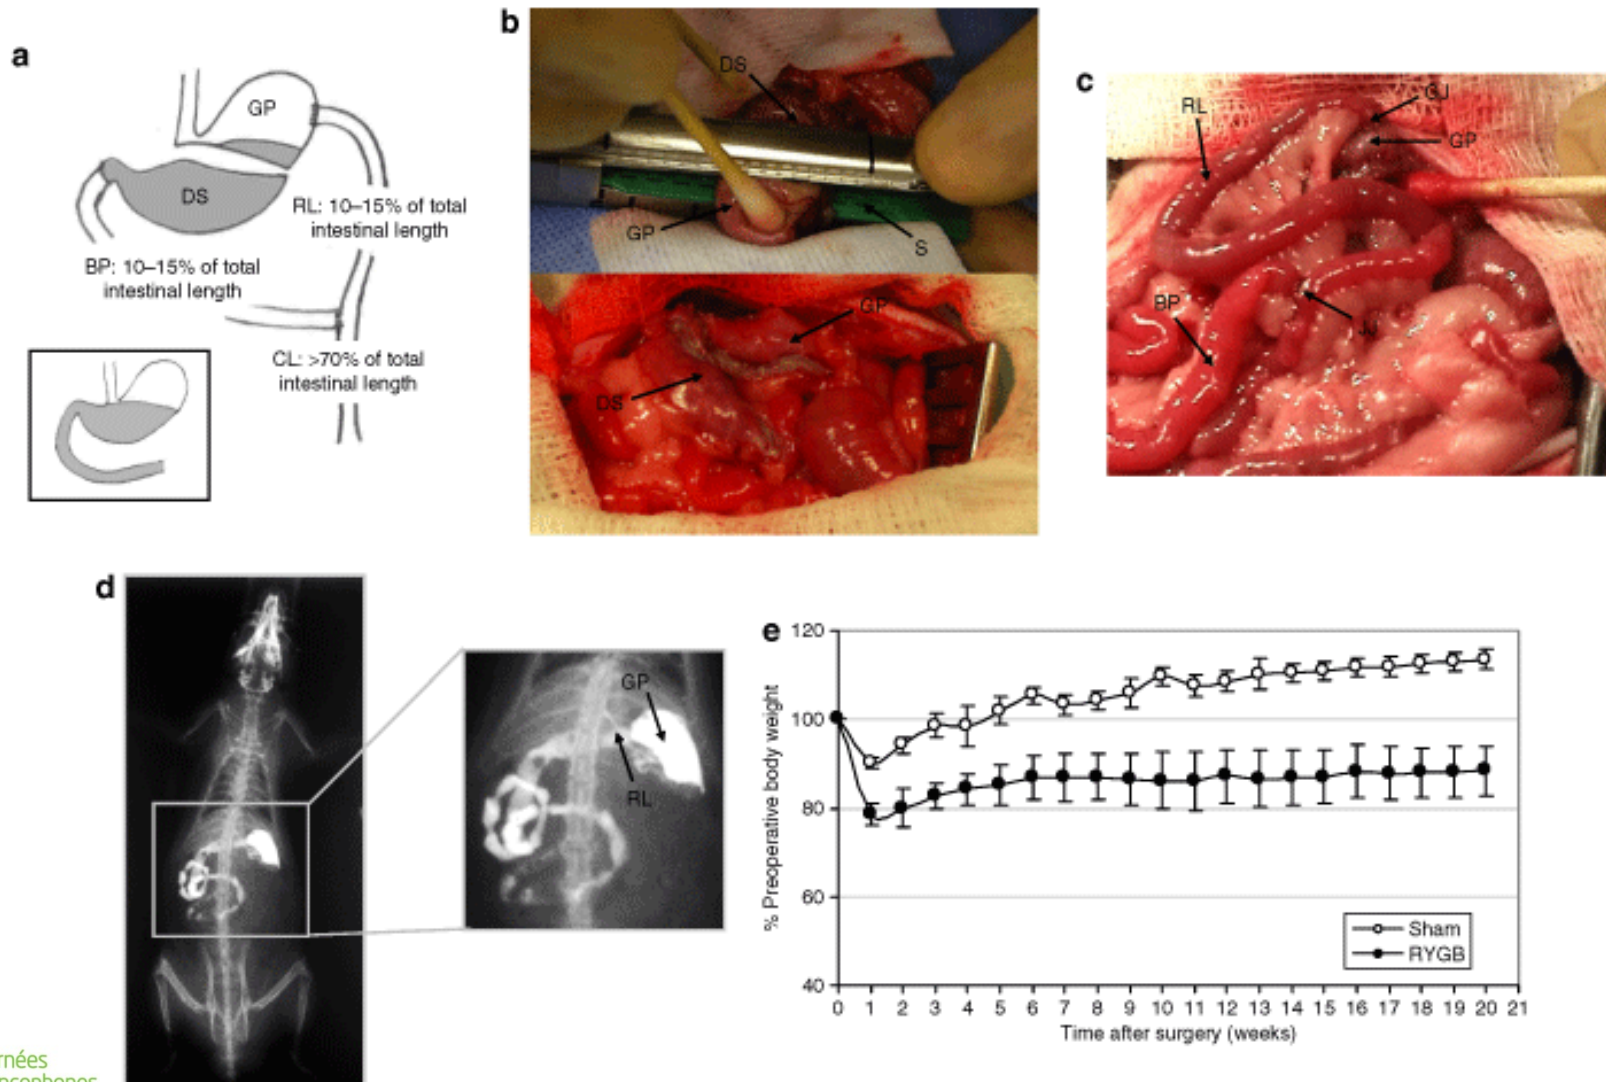 a
GP
DS
RL: 10–15% of total
intestinal length
BP: 10–15% of total
intestinal length
CL: >70% of total
intestinal length
b
DS
GP
S
GP
DS
c
RL
GJ
GP
BP
JJ
d
GP
RL
e
120
100
80
60
40
% Preoperative body weight
Sham
RYGB
0 1 2 3 4 5 6 7 8 9 10 11 12 13 14 15 16 17 18 19 20 21
Time after surgery (weeks)
rnées